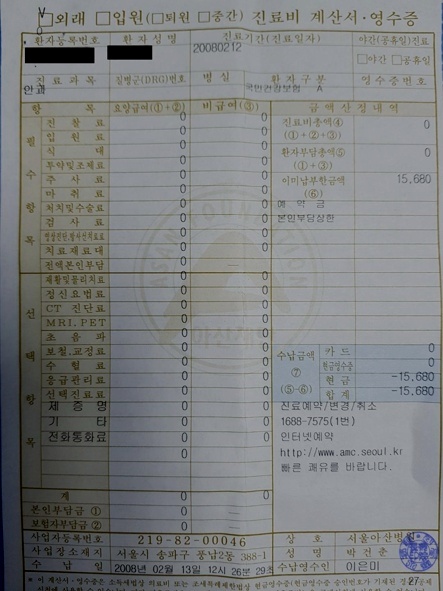 ☑외래 □입원(□퇴원 □중간) 진료비 계산서·영수증
환자등록번호 환자성명 진료기간(진료일자) 야간(공휴일)진료
20080212 □야간 □공휴일
진료과목 질병군(DRG)번호 병실 환자구분 영수증번호
안과 국민건강보험 A
항 목 요양급여(①+②) 비급여(③) 금액산정내역
필수항목
진찰료 0 0
입원료 0 0
식대 0 0
투약및조제료 0 0
주사료 0 0
마취료 0 0
처치및수술료 0 0
검사료 0 0
영상진단,방사선치료료 0 0
치료재료대 0 0
전액본인부담 0 0
진료비총액④ (①+②+③) 0
환자부담총액⑤ (①+③) 0
이미납부한금액 (⑥) 15,680
예약금
본인부담상한
선택항목
재활및물리치료 0 0
정신요법료 0 0
CT 진단료 0 0
MRI, PET 0 0
초음파 0 0
보철,교정료 0 0
수혈료 0 0
응급관리료 0 0
선택진료료 0 0
제증명 0 0
기타 0 0
전화통화료 0 0
수납금액 ⑦ (⑤-⑥)
카드 0
현금영수증 0
현금 -15,680
합계 -15,680
진료예약/변경/취소
1688-7575(1번)
인터넷예약
http://www.amc.seoul.kr
빠른 쾌유를 바랍니다.
계 0 0
본인부담금 ① 0
보험자부담금 ② 0
사업자등록번호 219-82-00046 상호 서울아산병원
사업장소재지 서울시 송파구 풍납2동 388-1 성명 박건춘
수납일 2008년 02월 13일 12시 26분 29초 수납영수인 이은미
※ 이 계산서·영수증은 소득세법상 의료비 또는 조세특례제한법상 현금영수증(현금영수증 승인번호가 기재된
27
ASAN FOUNDATION